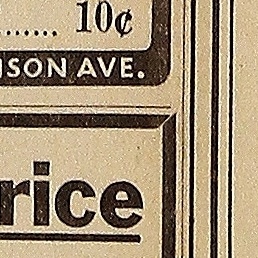 ...... 10¢
SON AVE.
rice